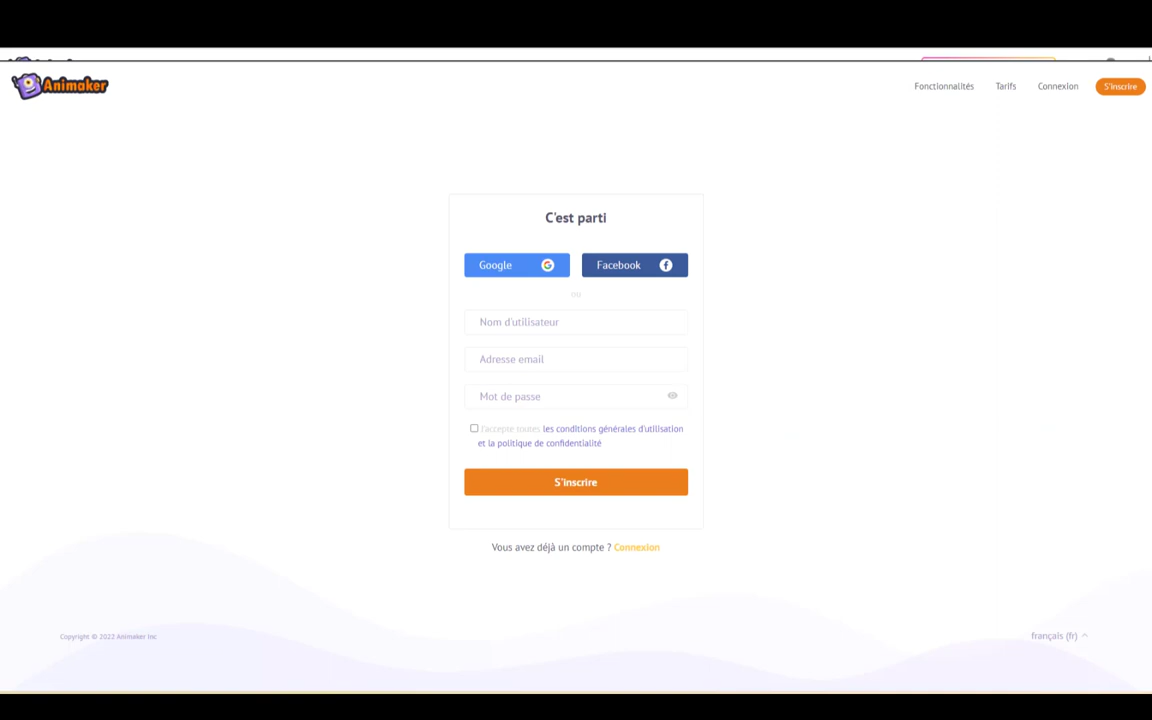 Animaker
Fonctionnalités
Tarifs
Connexion
S'inscrire
C'est parti
Google
Facebook
ou
Nom d'utilisateur
Adresse email
Mot de passe
J'accepte toutes les conditions générales d'utilisation
et la politique de confidentialité
S'inscrire
Vous avez déjà un compte ? Connexion
Copyright © 2022 Animaker Inc
français (fr)